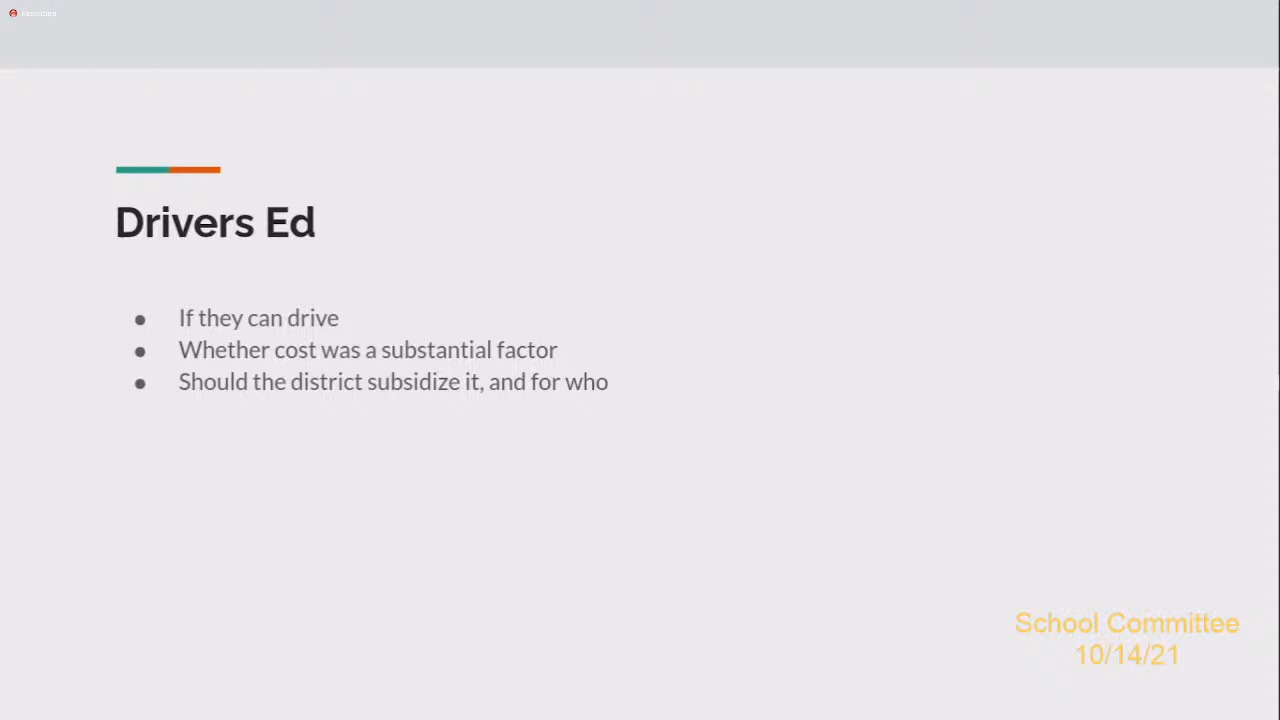 Recording
Drivers Ed
● If they can drive
● Whether cost was a substantial factor
● Should the district subsidize it, and for who
School Committee
10/14/21